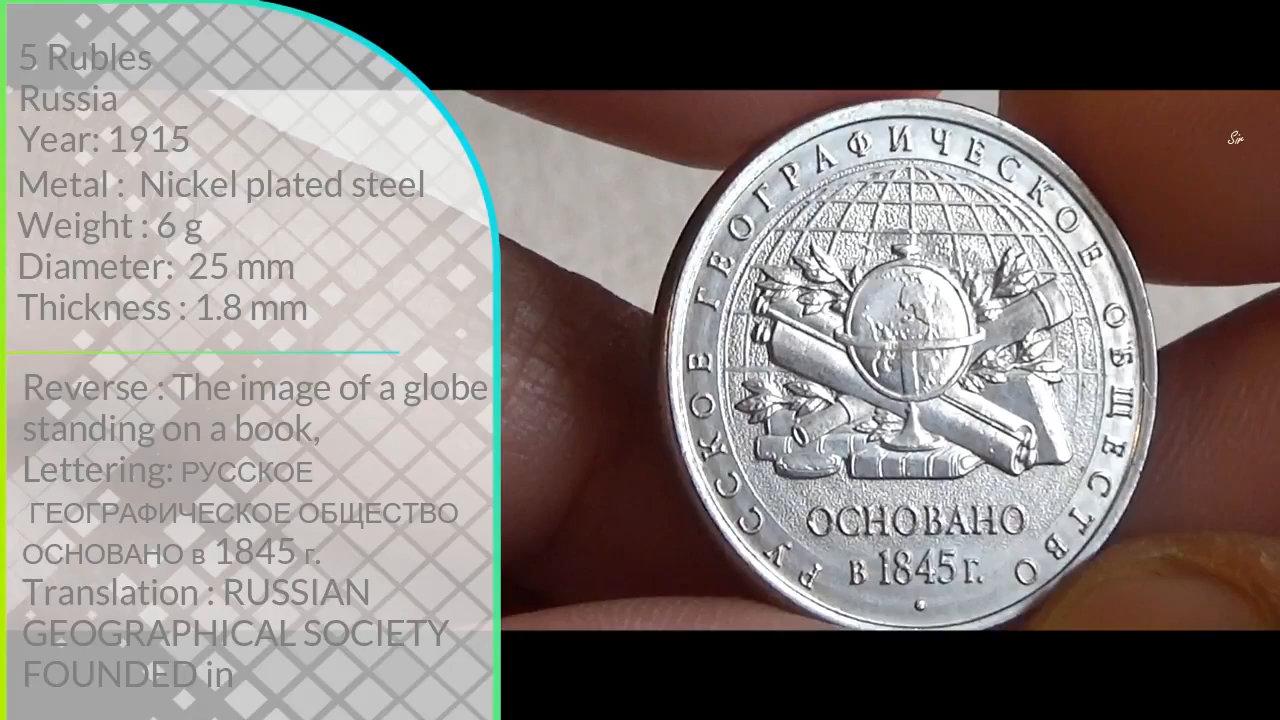 5 Rubles
Russia
Year: 1915
Metal : Nickel plated steel
Weight : 6 g
Diameter: 25 mm
Thickness : 1.8 mm
Reverse : The image of a globe
standing on a book,
Lettering: РУССКОЕ
ГЕОГРАФИЧЕСКОЕ ОБЩЕСТВО
ОСНОВАНО в 1845 г.
Translation : RUSSIAN
GEOGRAPHICAL SOCIETY
FOUNDED in
РУССКОЕ ГЕОГРАФИЧЕСКОЕ ОБЩЕСТВО
ОСНОВАНО
в 1845 г.
Sir